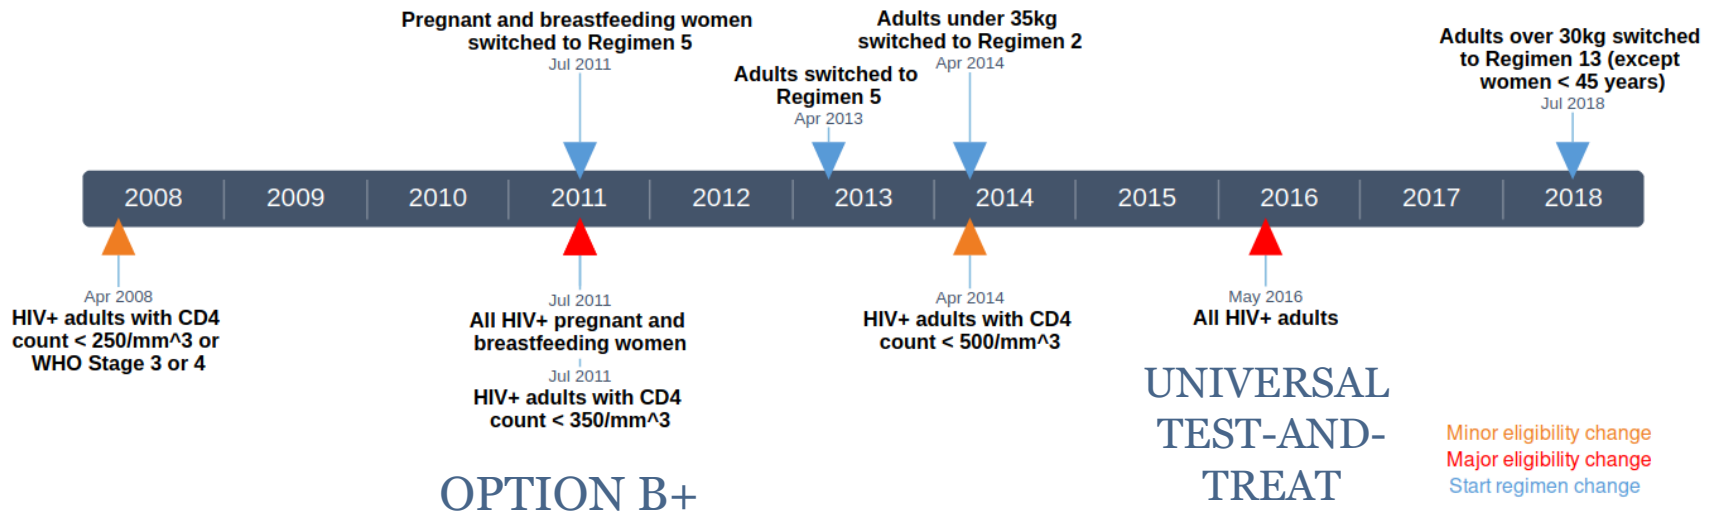 Pregnant and breastfeeding women
switched to Regimen 5
Jul 2011
Adults switched to
Regimen 5
Apr 2013
Adults under 35kg
switched to Regimen 2
Apr 2014
Adults over 30kg switched
to Regimen 13 (except
women < 45 years)
Jul 2018
2008
2009
2010
2011
2012
2013
2014
2015
2016
2017
2018
Apr 2008
HIV+ adults with CD4
count < 250/mm^3 or
WHO Stage 3 or 4
Jul 2011
All HIV+ pregnant and
breastfeeding women
Jul 2011
HIV+ adults with CD4
count < 350/mm^3
OPTION B+
Apr 2014
HIV+ adults with CD4
count < 500/mm^3
May 2016
All HIV+ adults
UNIVERSAL
TEST-AND-
TREAT
Minor eligibility change
Major eligibility change
Start regimen change